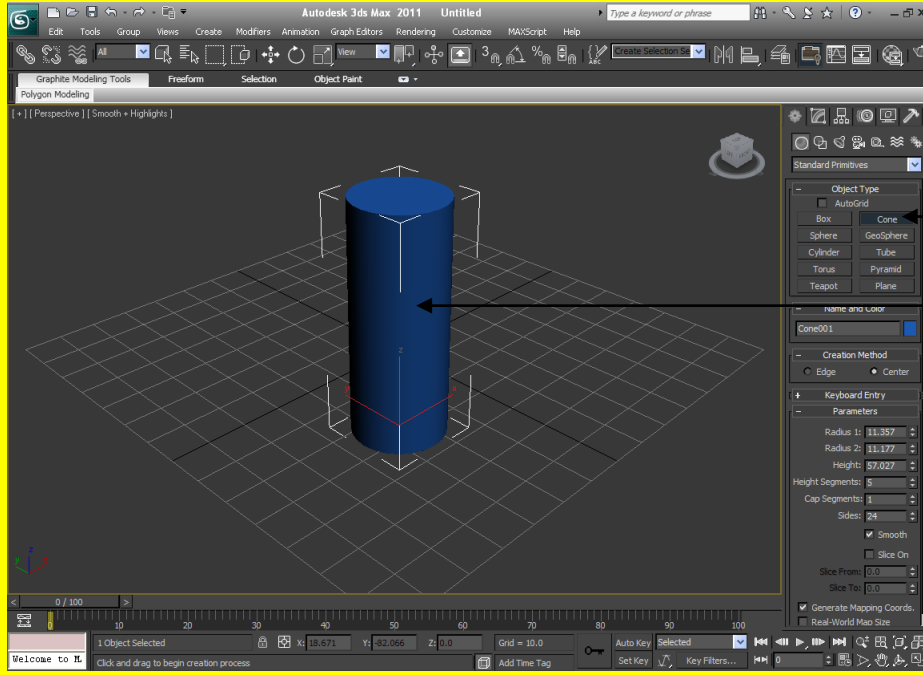 Autodesk 3ds Max 2011 Untitled
Type a keyword or phrase
Edit Tools Group Views Create Modifiers Animation Graph Editors Rendering Customize MAXScript Help
All
View
3
Create Selection Se
Graphite Modeling Tools Freeform Selection Object Paint
Polygon Modeling
[ + ] [ Perspective ] [ Smooth + Highlights ]
Standard Primitives
Object Type
AutoGrid
Box Cone
Sphere GeoSphere
Cylinder Tube
Torus Pyramid
Teapot Plane
Name and Color
Cone001
Creation Method
Edge Center
Keyboard Entry
Parameters
Radius 1: 11.357
Radius 2: 11.177
Height: 57.027
Height Segments: 5
Cap Segments: 1
Sides: 24
Smooth
Slice On
Slice From: 0.0
Slice To: 0.0
Generate Mapping Coords.
Real-World Map Size
z
z
y x
< 0 / 100 >
0 10 20 30 40 50 60 70 80 90 100
1 Object Selected X: 18.671 Y: -82.066 Z: 0.0 Grid = 10.0 Auto Key Selected
Welcome to M Click and drag to begin creation process Add Time Tag Set Key Key Filters... 0